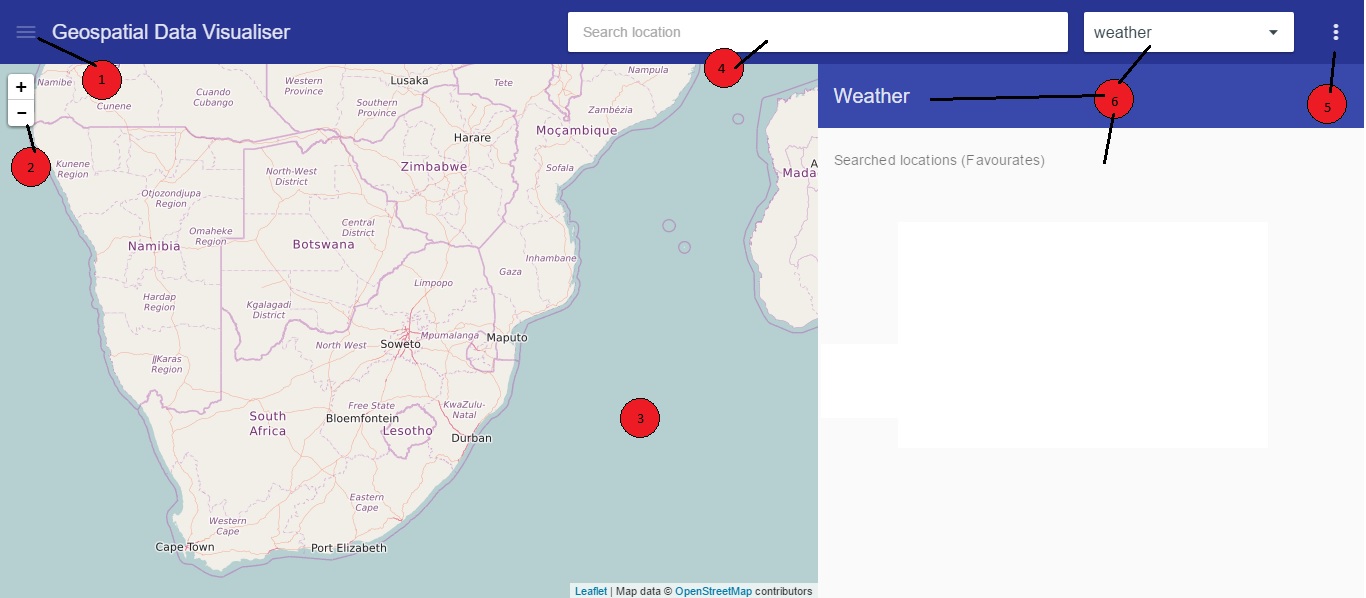 Geospatial Data Visualiser
Search location
weather
1
4
6
5
2
3
+
−
Weather
Searched locations (Favourates)
Namibe
Cunene
Cuando
Cubango
Western
Province
Lusaka
Southern
Province
Tete
Nampula
Zambézia
Moçambique
Harare
Zimbabwe
Sofala
Kunene
Region
North-West
District
Otjozondjupa
Region
Omaheke
Region
Central
District
Namibia
Botswana
Inhambane
Gaza
Limpopo
Hardap
Region
Kgalagadi
District
North West
Soweto
Mpumalanga
Maputo
ǁKaras
Region
South
Africa
Free State
Bloemfontein
Lesotho
KwaZulu-
Natal
Durban
Eastern
Cape
Western
Cape
Cape Town
Port Elizabeth
A
Mada
Leaflet | Map data © OpenStreetMap contributors